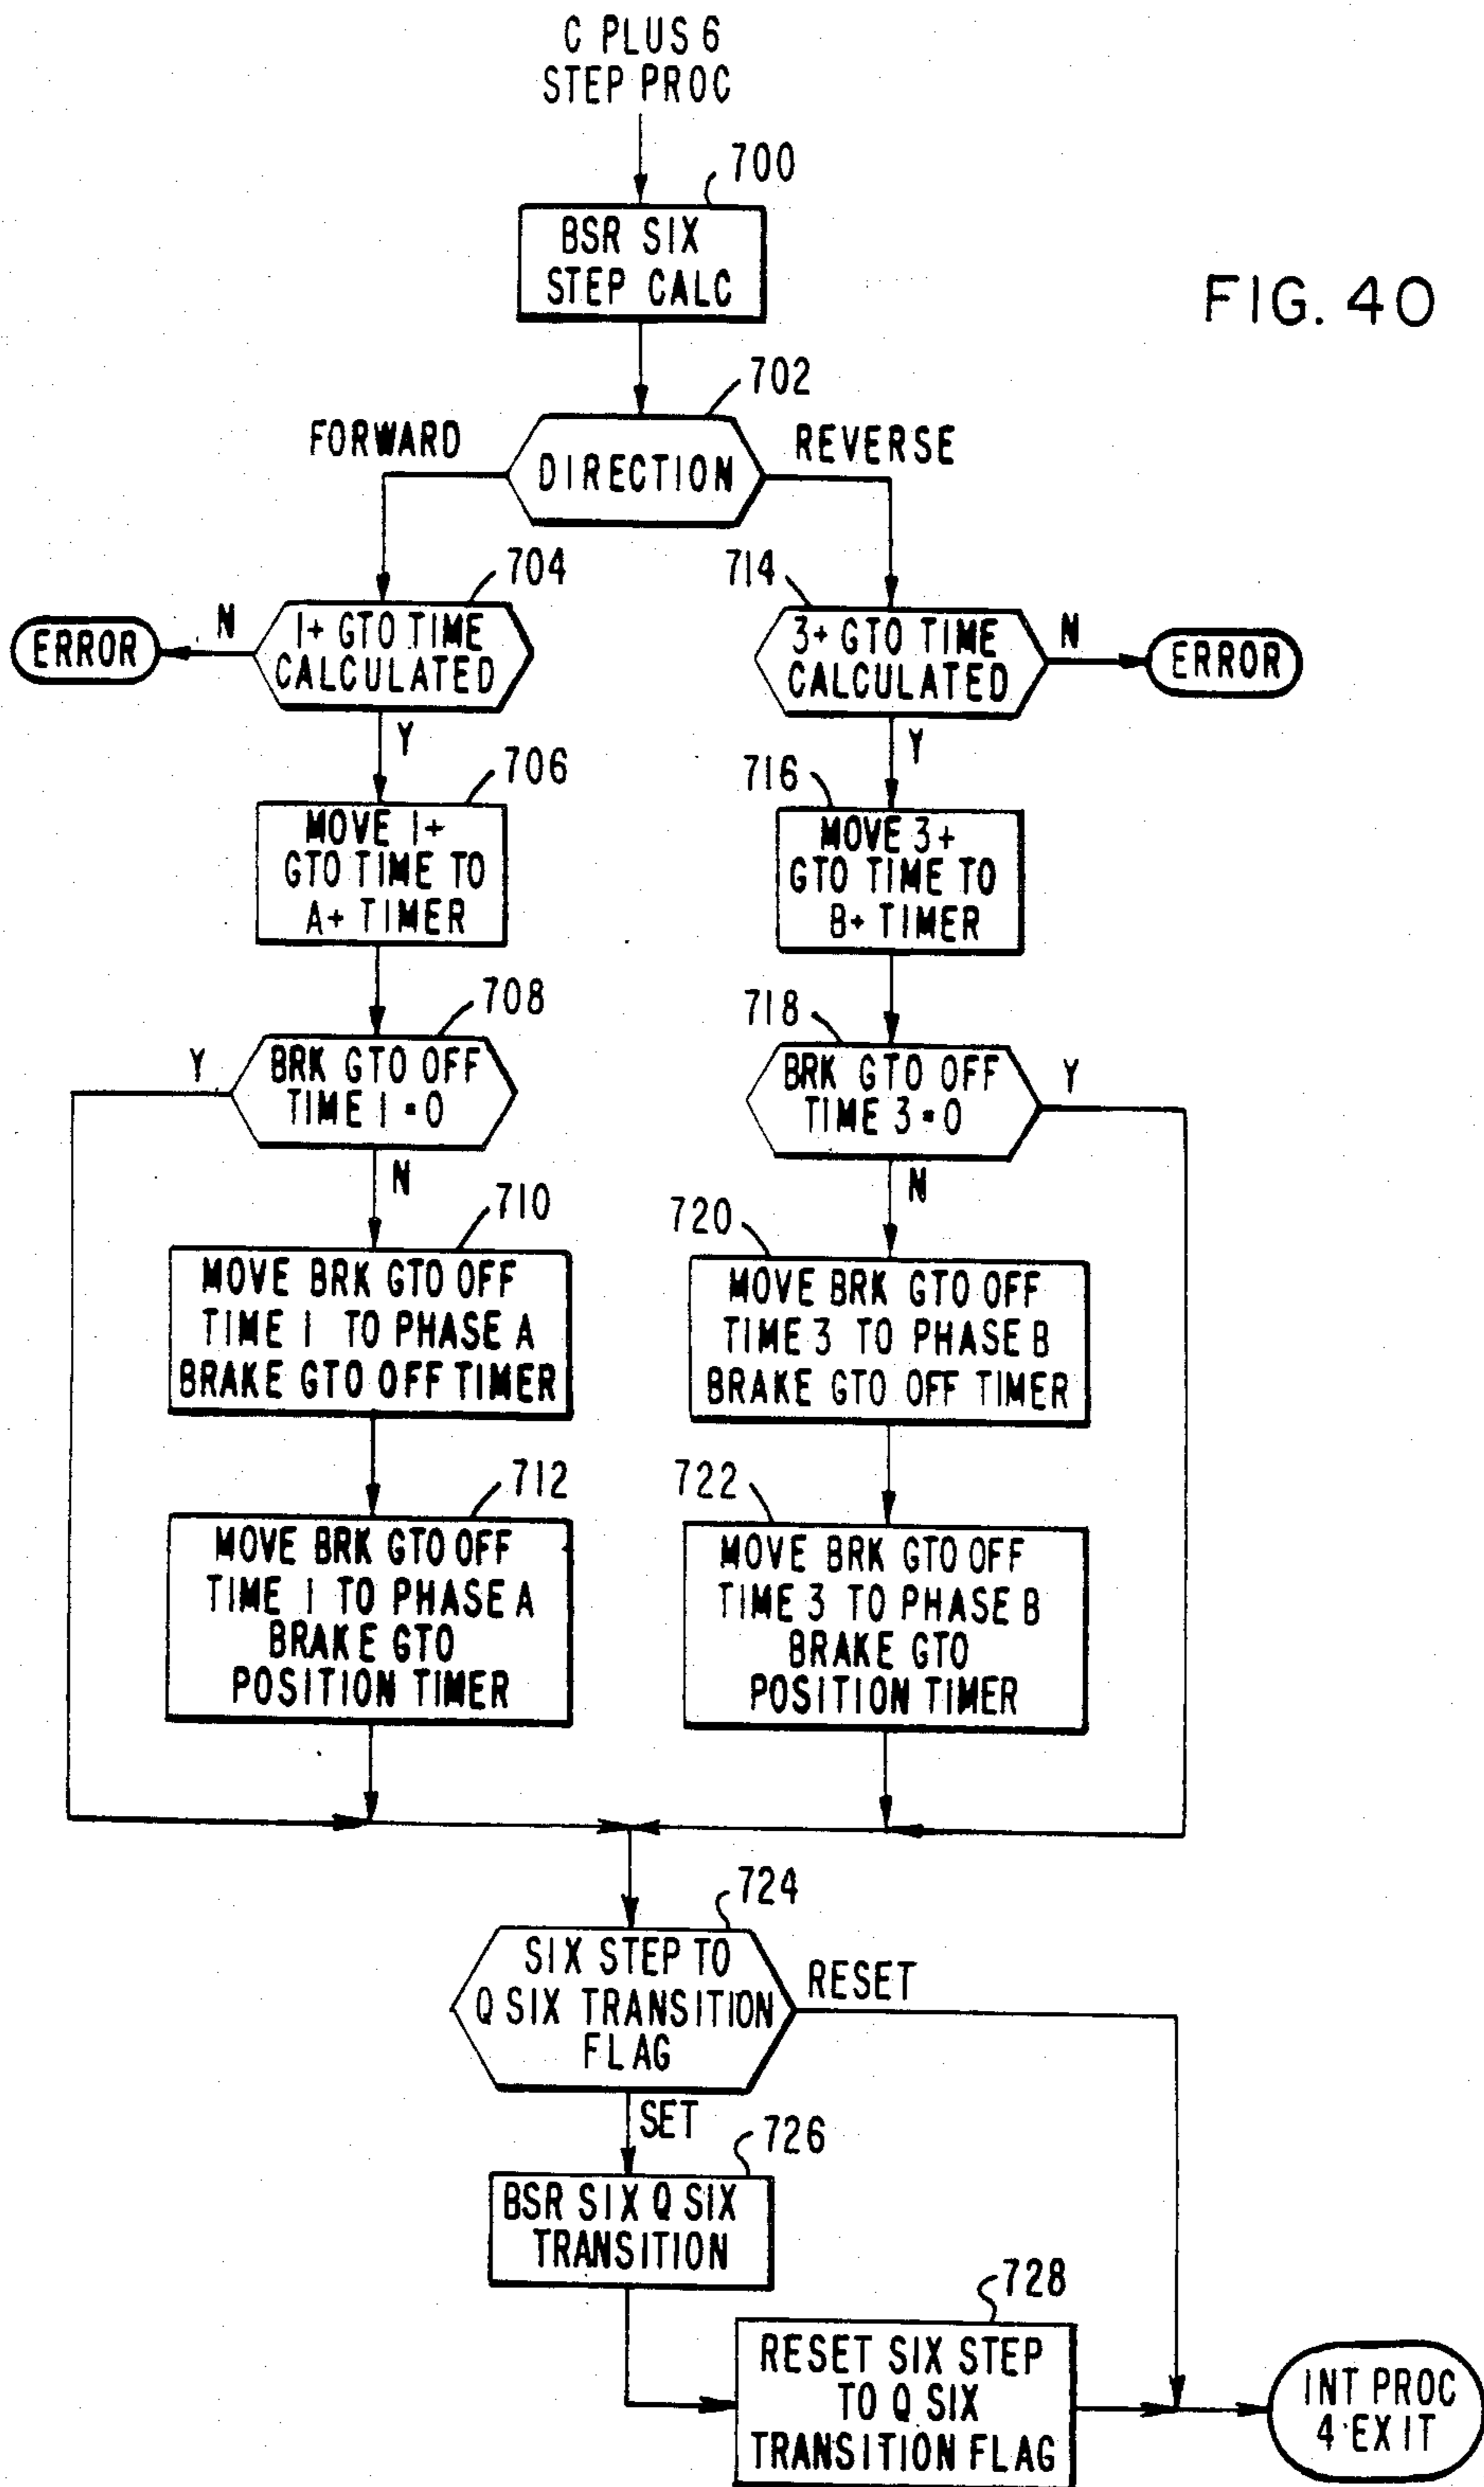 C PLUS 6
STEP PROC
700
BSR SIX
STEP CALC
FIG. 40
702
FORWARD
DIRECTION
REVERSE
704
714
ERROR
N
1+ GTO TIME
CALCULATED
3+ GTO TIME
CALCULATED
N
ERROR
Y
Y
706
716
MOVE 1+
GTO TIME TO
A+ TIMER
MOVE 3+
GTO TIME TO
B+ TIMER
708
718
Y
BRK GTO OFF
TIME 1=0
BRK GTO OFF
TIME 3=0
Y
N
N
710
720
MOVE BRK GTO OFF
TIME 1 TO PHASE A
BRAKE GTO OFF TIMER
MOVE BRK GTO OFF
TIME 3 TO PHASE B
BRAKE GTO OFF TIMER
712
722
MOVE BRK GTO OFF
TIME 1 TO PHASE A
BRAKE GTO
POSITION TIMER
MOVE BRK GTO OFF
TIME 3 TO PHASE B
BRAKE GTO
POSITION TIMER
724
SIX STEP TO
Q SIX TRANSITION
FLAG
RESET
SET
726
BSR SIX Q SIX
TRANSITION
728
RESET SIX STEP
TO Q SIX
TRANSITION FLAG
INT PROC
4 EXIT